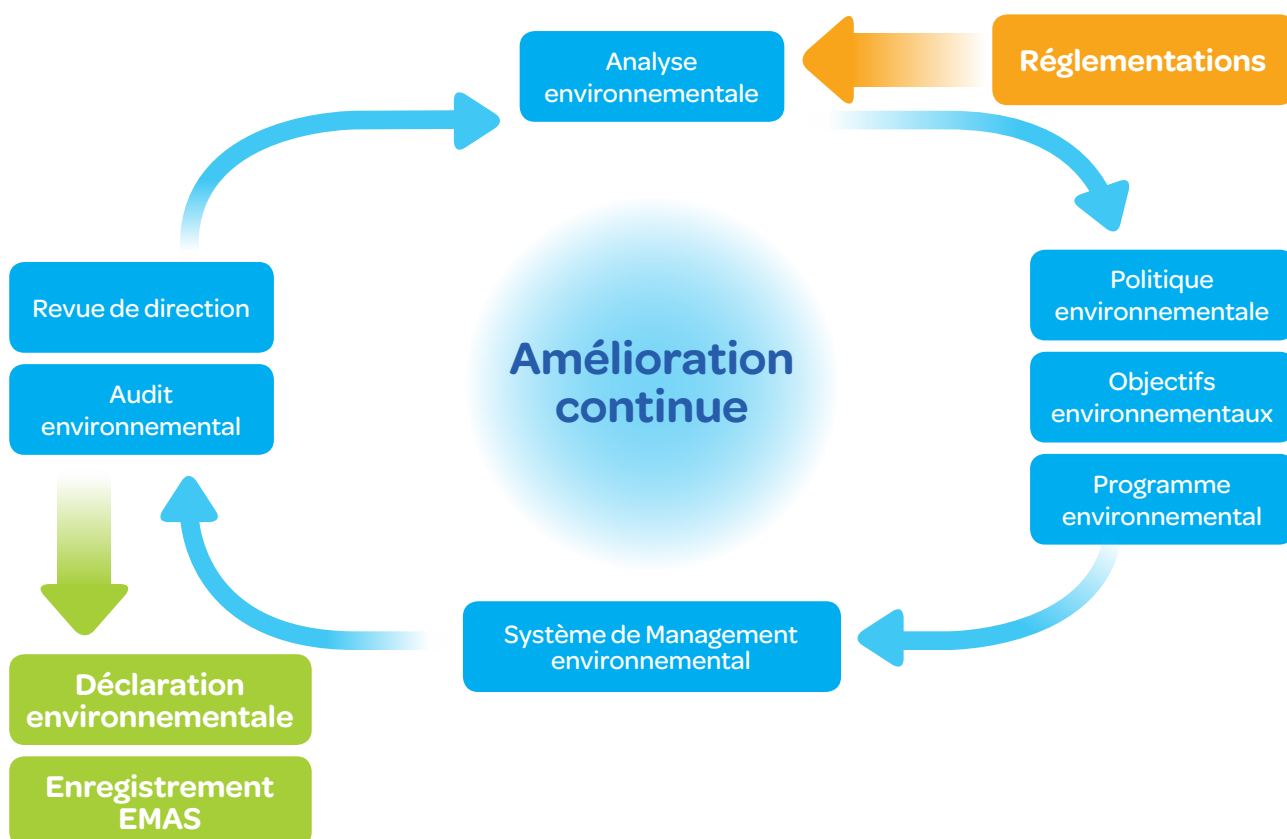 Analyse
environnementale
Réglementations
Revue de direction
Audit
environnemental
Amélioration
continue
Politique
environnementale
Objectifs
environnementaux
Programme
environnemental
Système de Management
environnemental
Déclaration
environnementale
Enregistrement
EMAS